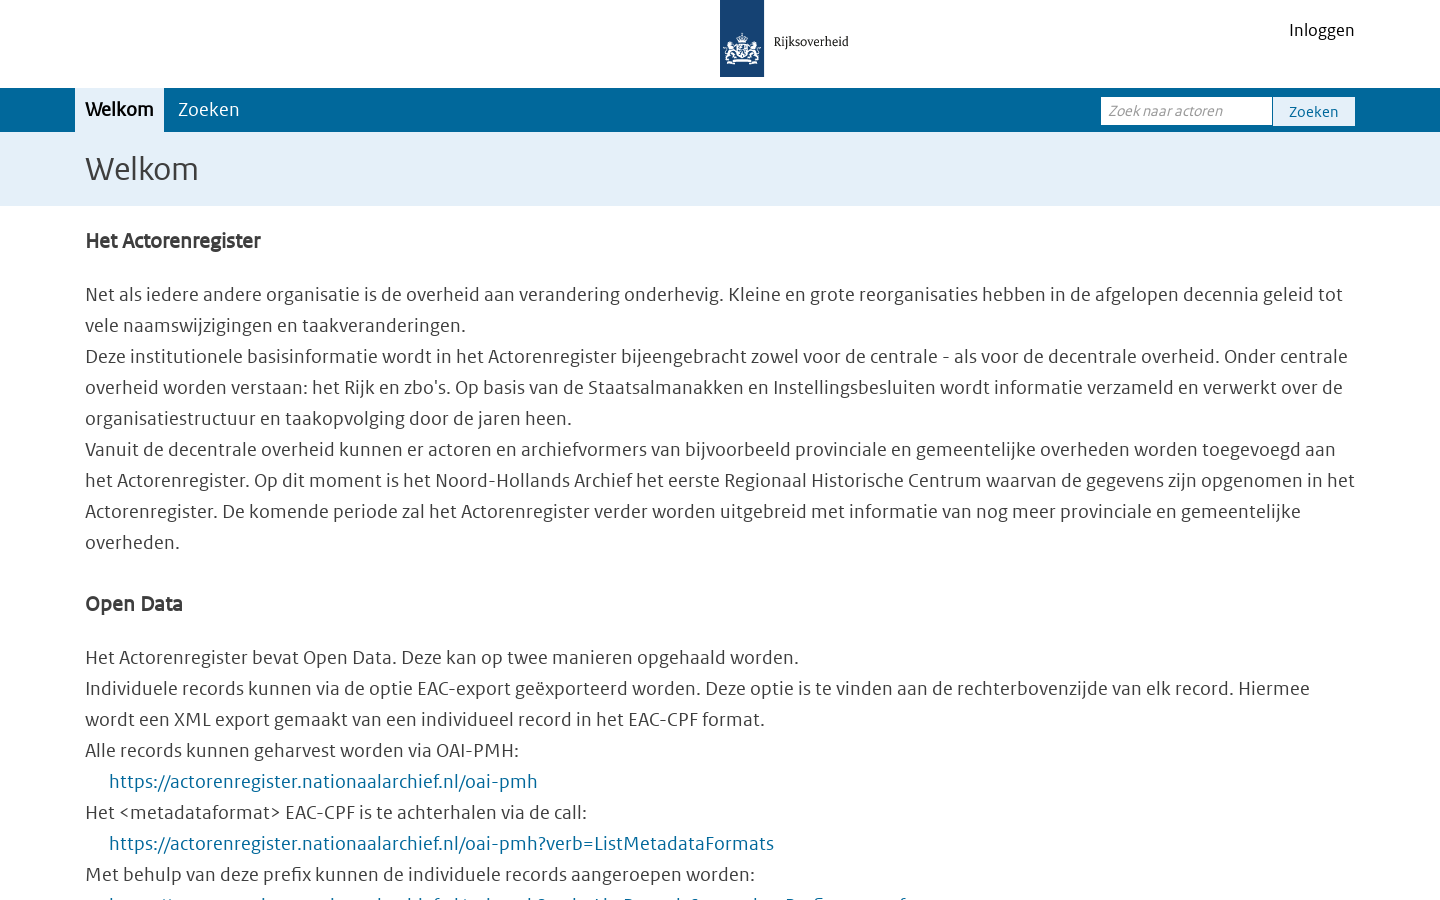 Rijksoverheid
Inloggen
Welkom
Zoeken
Zoek naar actoren
Zoeken
Welkom
Het Actorenregister
Net als iedere andere organisatie is de overheid aan verandering onderhevig. Kleine en grote reorganisaties hebben in de afgelopen decennia geleid tot
vele naamswijzigingen en taakveranderingen.
Deze institutionele basisinformatie wordt in het Actorenregister bijeengebracht zowel voor de centrale - als voor de decentrale overheid. Onder centrale
overheid worden verstaan: het Rijk en zbo's. Op basis van de Staatsalmanakken en Instellingsbesluiten wordt informatie verzameld en verwerkt over de
organisatiestructuur en taakopvolging door de jaren heen.
Vanuit de decentrale overheid kunnen er actoren en archiefvormers van bijvoorbeeld provinciale en gemeentelijke overheden worden toegevoegd aan
het Actorenregister. Op dit moment is het Noord-Hollands Archief het eerste Regionaal Historische Centrum waarvan de gegevens zijn opgenomen in het
Actorenregister. De komende periode zal het Actorenregister verder worden uitgebreid met informatie van nog meer provinciale en gemeentelijke
overheden.
Open Data
Het Actorenregister bevat Open Data. Deze kan op twee manieren opgehaald worden.
Individuele records kunnen via de optie EAC-export geëxporteerd worden. Deze optie is te vinden aan de rechterbovenzijde van elk record. Hiermee
wordt een XML export gemaakt van een individueel record in het EAC-CPF format.
Alle records kunnen geharvest worden via OAI-PMH:
https://actorenregister.nationaalarchief.nl/oai-pmh
Het <metadataformat> EAC-CPF is te achterhalen via de call:
https://actorenregister.nationaalarchief.nl/oai-pmh?verb=ListMetadataFormats
Met behulp van deze prefix kunnen de individuele records aangeroepen worden: